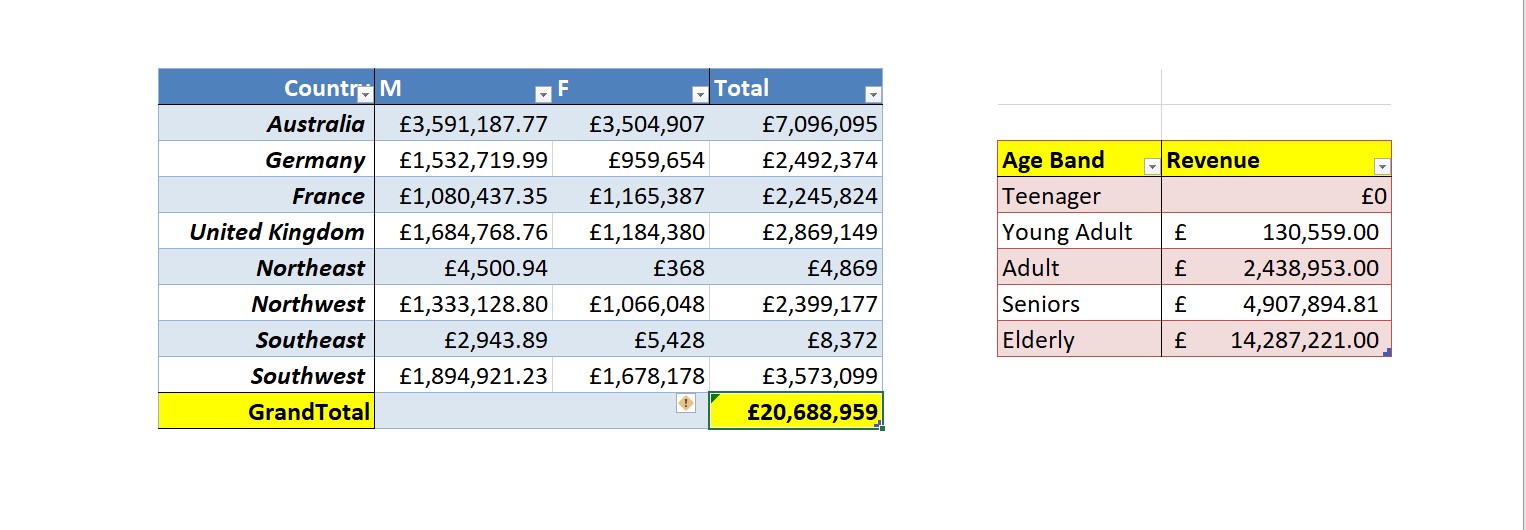 Country M F Total
Australia £3,591,187.77 £3,504,907 £7,096,095
Germany £1,532,719.99 £959,654 £2,492,374
France £1,080,437.35 £1,165,387 £2,245,824
United Kingdom £1,684,768.76 £1,184,380 £2,869,149
Northeast £4,500.94 £368 £4,869
Northwest £1,333,128.80 £1,066,048 £2,399,177
Southeast £2,943.89 £5,428 £8,372
Southwest £1,894,921.23 £1,678,178 £3,573,099
GrandTotal £20,688,959
Age Band Revenue
Teenager £0
Young Adult £ 130,559.00
Adult £ 2,438,953.00
Seniors £ 4,907,894.81
Elderly £ 14,287,221.00